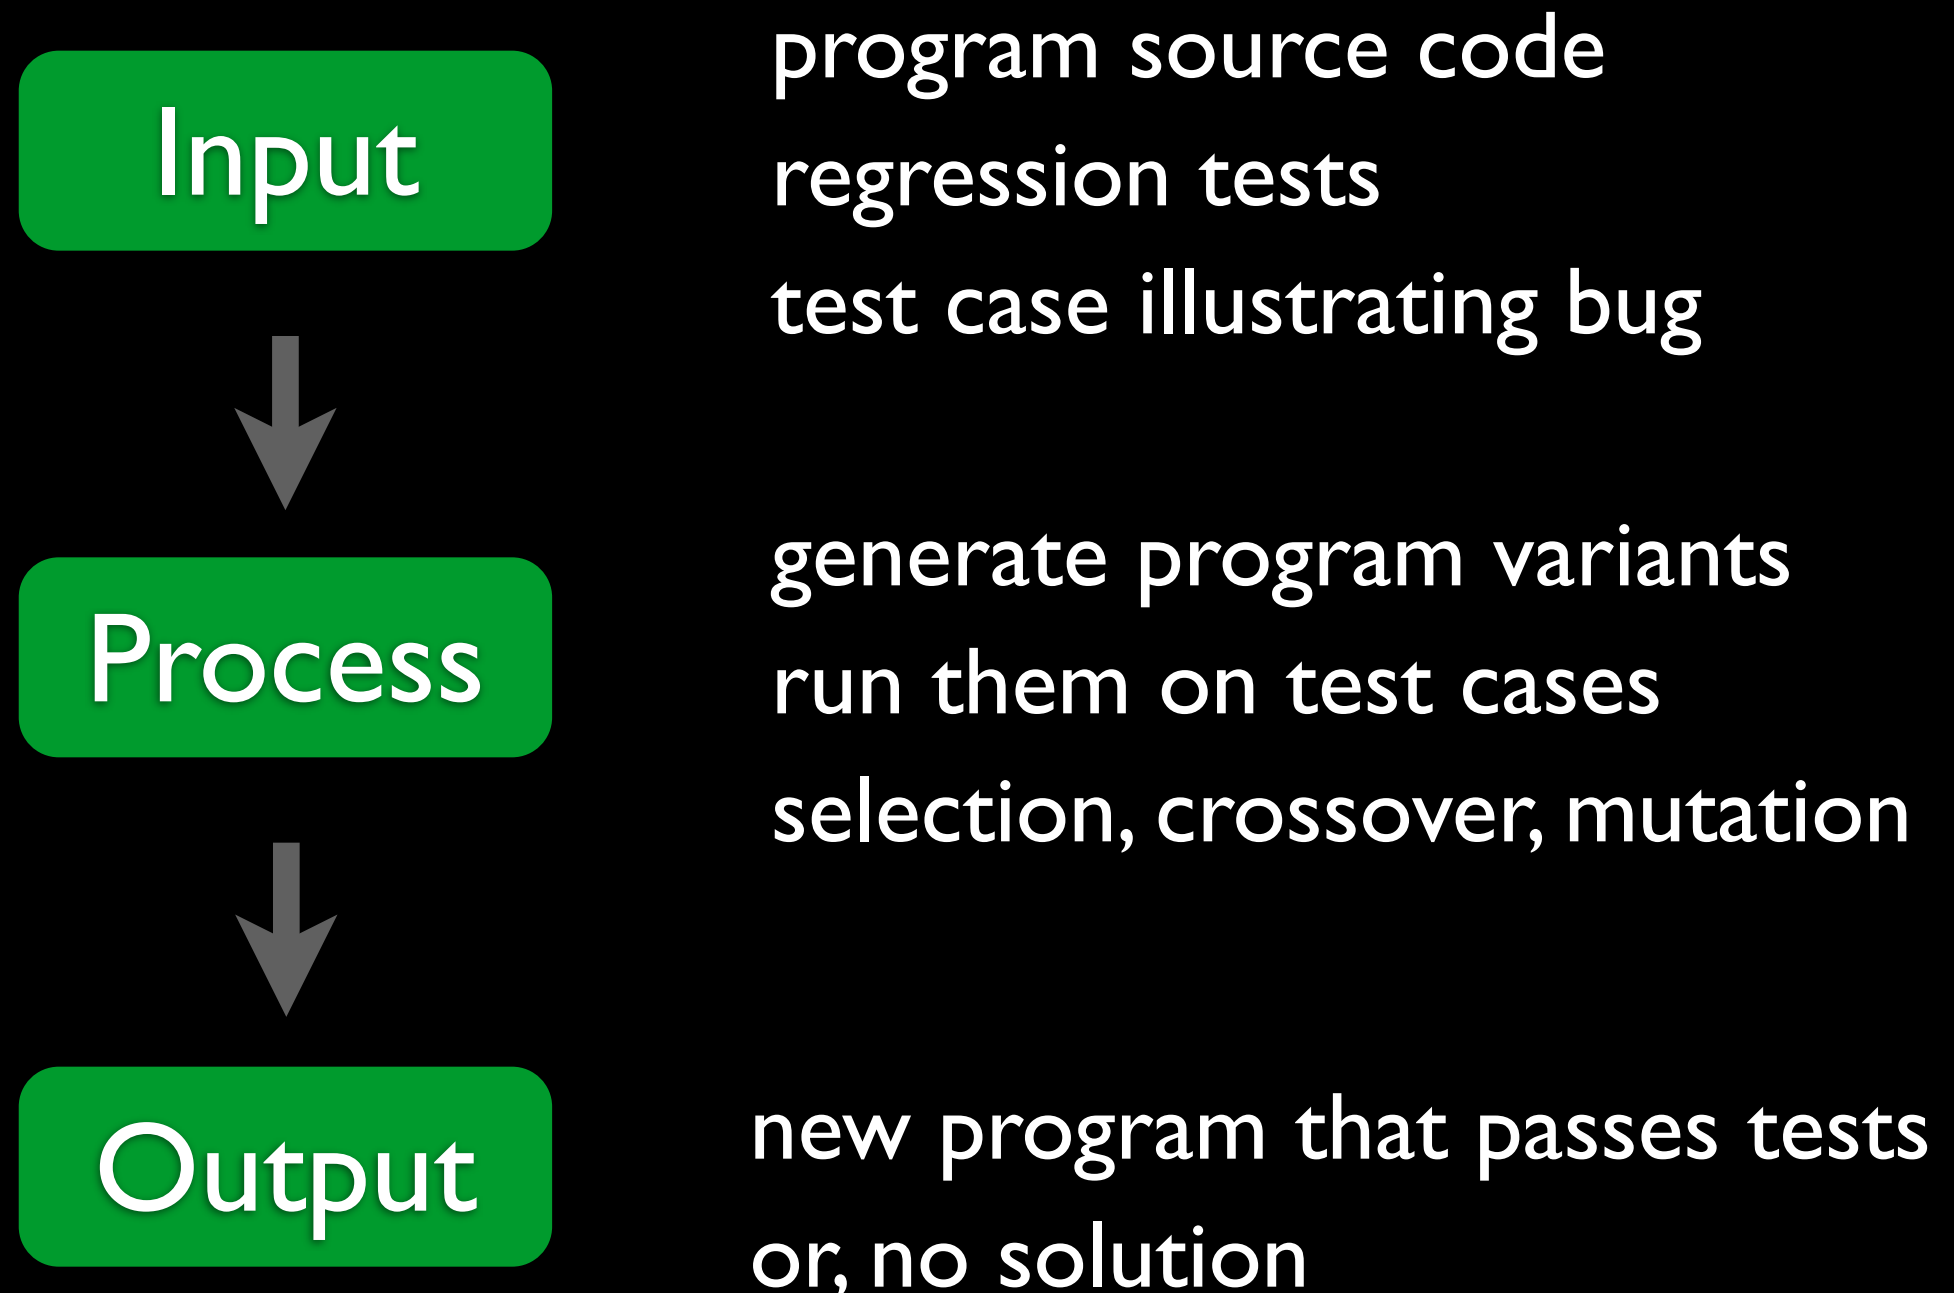 Input
program source code
regression tests
test case illustrating bug
Process
generate program variants
run them on test cases
selection, crossover, mutation
Output
new program that passes tests
or, no solution